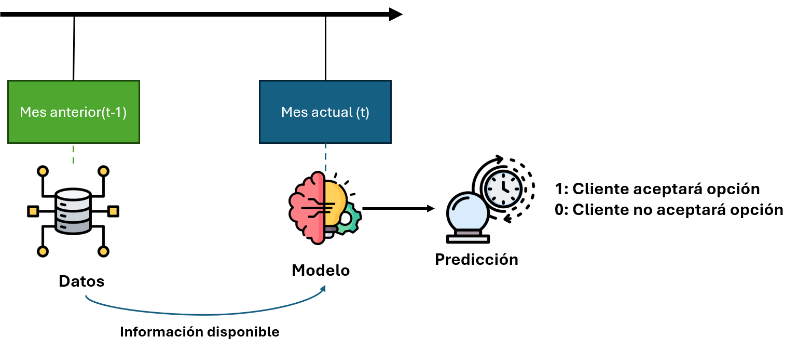 Mes anterior(t-1)
Mes actual (t)
1: Cliente aceptará opción
0: Cliente no aceptará opción
Predicción
Modelo
Datos
Información disponible